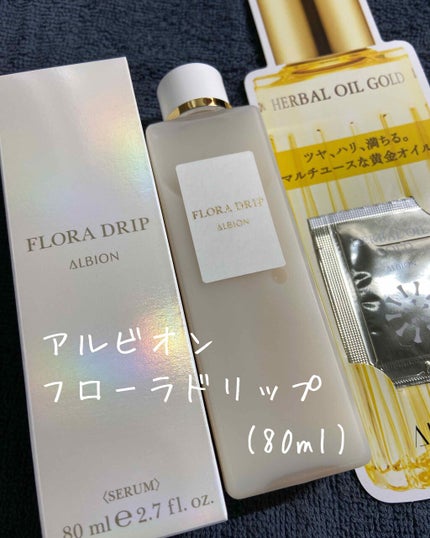 FLORA DRIP
ALBION
〈SERUM〉
80 ml e 2.7 fl. oz.
FLORA DRIP
ALBION
HERBAL OIL GOLD
ツヤ、ハリ、満ちる。
マルチユースな黄金オイル
アルビオン
フローラドリップ
(80ml)